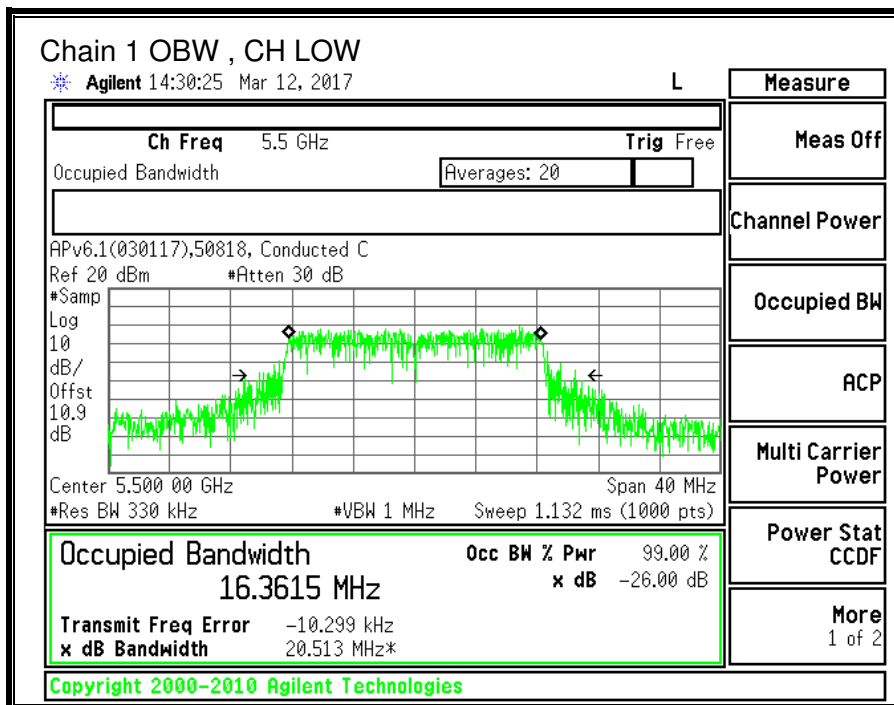 Chain 1 OBW , CH LOW
Agilent 14:30:25 Mar 12, 2017 L
Measure
Ch Freq 5.5 GHz Trig Free
Occupied Bandwidth Averages: 20
APv6.1(030117),50818, Conducted C
Ref 20 dBm #Atten 30 dB
#Samp
Log
10
dB/
Offst
10.9
dB
Center 5.500 00 GHz Span 40 MHz
#Res BW 330 kHz #VBW 1 MHz Sweep 1.132 ms (1000 pts)
Occupied Bandwidth Occ BW % Pwr 99.00 %
16.3615 MHz x dB -26.00 dB
Transmit Freq Error -10.299 kHz
x dB Bandwidth 20.513 MHz*
Copyright 2000-2010 Agilent Technologies
Meas Off
Channel Power
Occupied BW
ACP
Multi Carrier
Power
Power Stat
CCDF
More
1 of 2